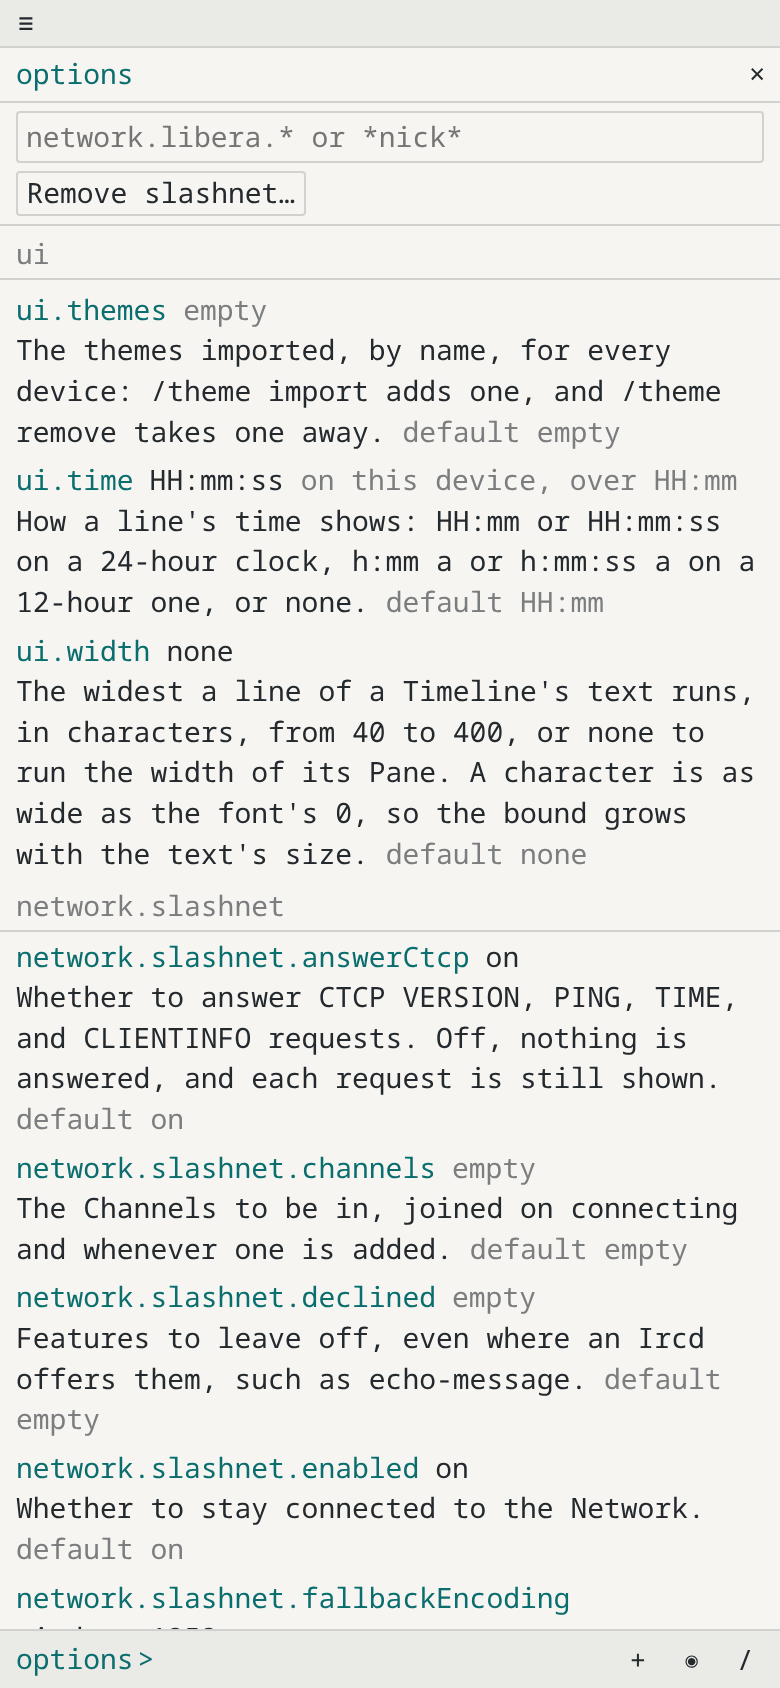 ≡
options ×
network.libera.* or *nick*
Remove slashnet…
ui
ui.themes empty
The themes imported, by name, for every
device: /theme import adds one, and /theme
remove takes one away. default empty
ui.time HH:mm:ss on this device, over HH:mm
How a line's time shows: HH:mm or HH:mm:ss
on a 24-hour clock, h:mm a or h:mm:ss a on a
12-hour one, or none. default HH:mm
ui.width none
The widest a line of a Timeline's text runs,
in characters, from 40 to 400, or none to
run the width of its Pane. A character is as
wide as the font's 0, so the bound grows
with the text's size. default none
network.slashnet
network.slashnet.answerCtcp on
Whether to answer CTCP VERSION, PING, TIME,
and CLIENTINFO requests. Off, nothing is
answered, and each request is still shown.
default on
network.slashnet.channels empty
The Channels to be in, joined on connecting
and whenever one is added. default empty
network.slashnet.declined empty
Features to leave off, even where an Ircd
offers them, such as echo-message. default
empty
network.slashnet.enabled on
Whether to stay connected to the Network.
default on
network.slashnet.fallbackEncoding
options> + ◉ /